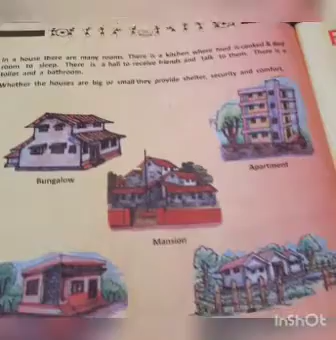 In a house there are many rooms. There is a kitchen where food is cooked & Bed
room to sleep. There is a hall to receive friends and talk to them. There is a
toilet and a bathroom.
Whether the houses are big or small they provide shelter, security and comfort.
Bungalow
Apartment
Mansion
InShOt